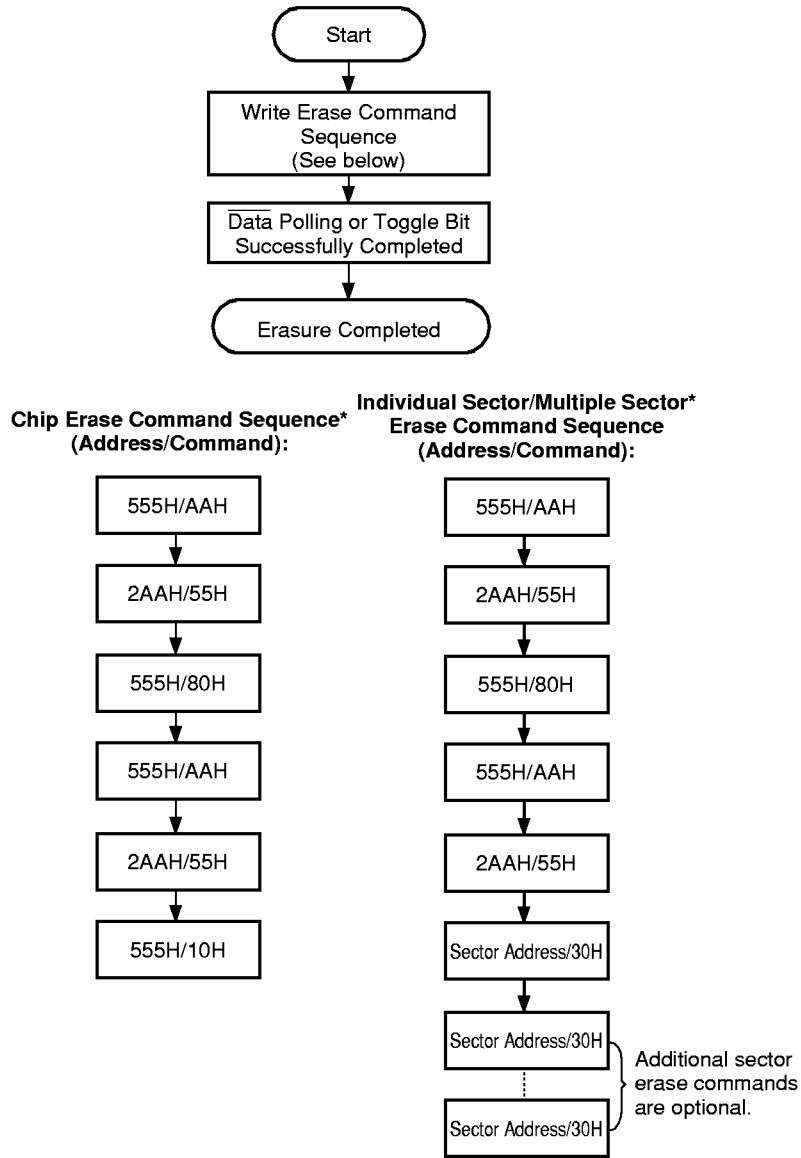 Start
Write Erase Command
Sequence
(See below)
Data Polling or Toggle Bit
Successfully Completed
Erasure Completed
Chip Erase Command Sequence*
(Address/Command):
555H/AAH
2AAH/55H
555H/80H
555H/AAH
2AAH/55H
555H/10H
Individual Sector/Multiple Sector*
Erase Command Sequence
(Address/Command):
555H/AAH
2AAH/55H
555H/80H
555H/AAH
2AAH/55H
Sector Address/30H
Sector Address/30H
Sector Address/30H
Additional sector
erase commands
are optional.